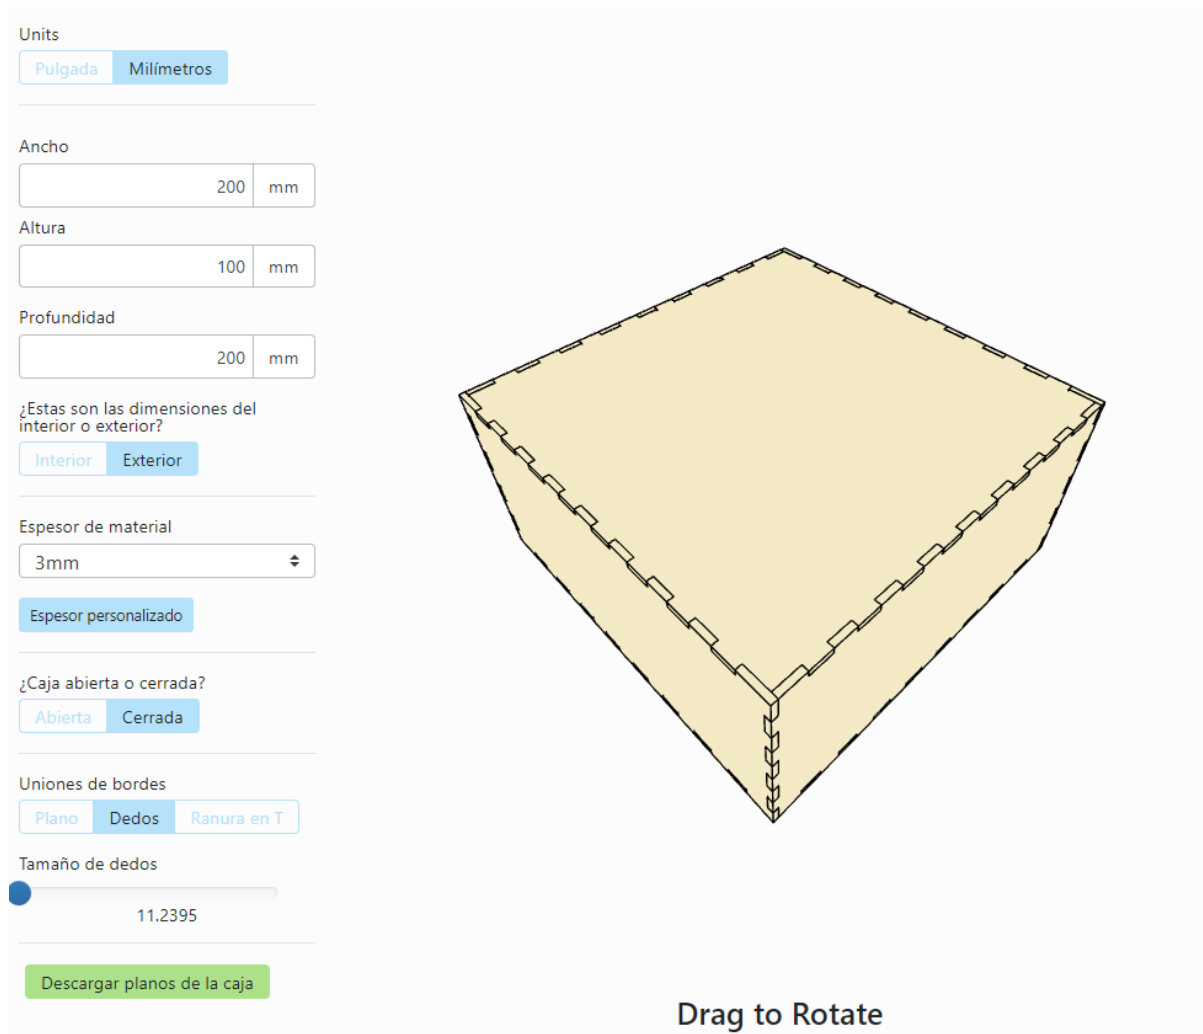 Units
Pulgada Milímetros
Ancho
200 mm
Altura
100 mm
Profundidad
200 mm
¿Estas son las dimensiones del
interior o exterior?
Interior Exterior
Espesor de material
3mm
Espesor personalizado
¿Caja abierta o cerrada?
Abierta Cerrada
Uniones de bordes
Plano Dedos Ranura en T
Tamaño de dedos
11.2395
Descargar planos de la caja
Drag to Rotate